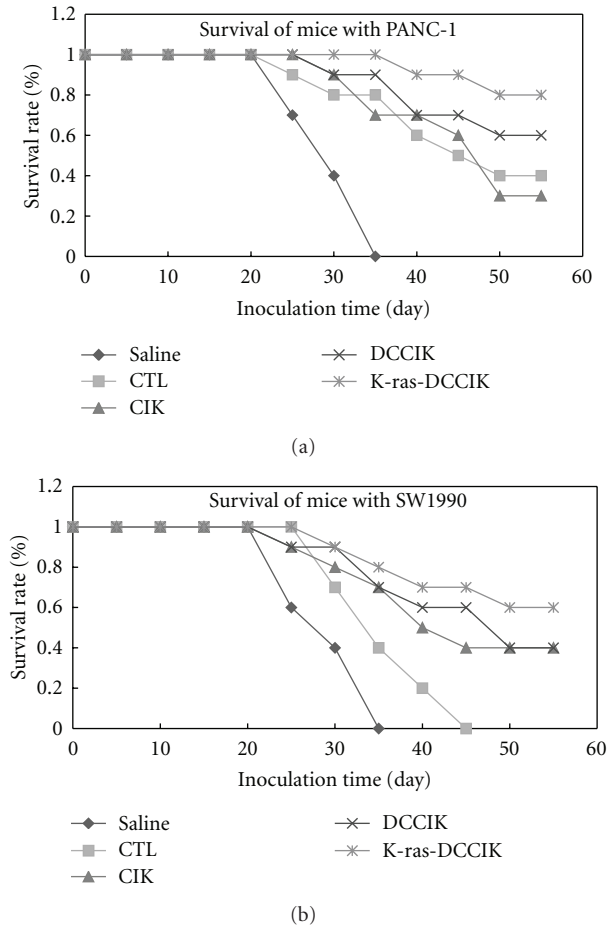 Survival of mice with PANC-1
1.2
1
0.8
0.6
0.4
0.2
0
Survival rate (%)
0 10 20 30 40 50 60
Inoculation time (day)
Saline
CTL
CIK
DCCIK
K-ras-DCCIK
(a)
Survival of mice with SW1990
1.2
1
0.8
0.6
0.4
0.2
0
Survival rate (%)
0 10 20 30 40 50 60
Inoculation time (day)
Saline
CTL
CIK
DCCIK
K-ras-DCCIK
(b)